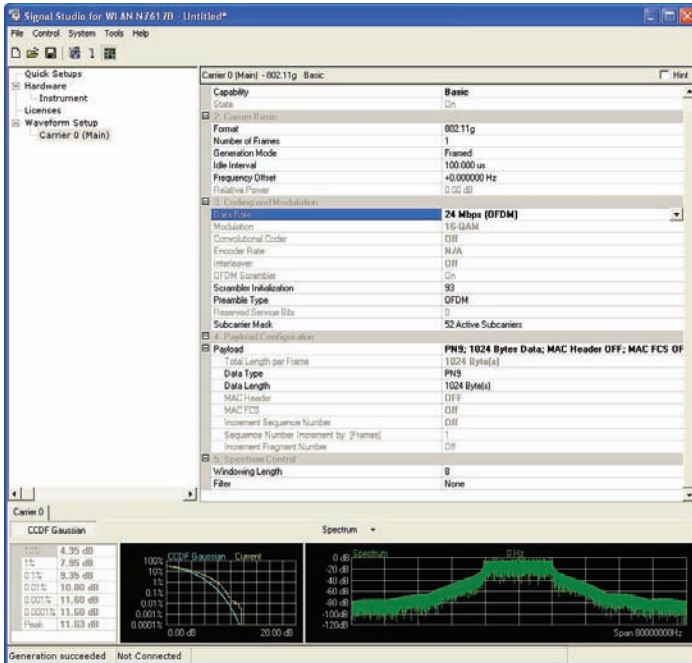 Signal Studio for WLAN N7617B - Untitled*
File Control System Tools Help
Quick Setups
Hardware
Instrument
Licenses
Waveform Setup
Carrier 0 (Main)
Carrier 0 (Main) - 802.11g Basic Hint
Capability Basic
State On
2. Carrier Basic
Format 802.11g
Number of Frames 1
Generation Mode Framed
Idle Interval 100.000 us
Frequency Offset +0.000000 Hz
Relative Power 0.00 dB
3. Coding and Modulation
Data Rate 24 Mbps (OFDM)
Modulation 16-QAM
Convolutional Coder Off
Encoder Rate N/A
Interleaver Off
OFDM Scrambler On
Scrambler Initialization 93
Preamble Type OFDM
Reserved Service Bits 0
Subcarrier Mask 52 Active Subcarriers
4. Payload Configuration
Payload PN9; 1024 Bytes Data; MAC Header OFF; MAC FCS OF
Total Length per Frame 1024 Byte(s)
Data Type PN9
Data Length 1024 Byte(s)
MAC Header OFF
MAC FCS Off
Increment Sequence Number Off
Sequence Number Increment by: [Frames] 1
Increment Fragment Number Off
5. Spectrum Control
Windowing Length 8
Filter None
Carrier 0
CCDF Gaussian Spectrum
10% 4.35 dB
1% 7.95 dB
0.1% 9.35 dB
0.01% 10.80 dB
0.001% 11.60 dB
0.0001% 11.60 dB
Peak 11.63 dB
CCDF Gaussian Current
100%
10%
1%
0.1%
0.01%
0.001%
0.0001%
0.00 dB 20.00 dB
Spectrum 0 Hz
0 dB
-20 dB
-40 dB
-60 dB
-80 dB
-100 dB
-120dB
Span 80000000Hz
Generation succeeded Not Connected